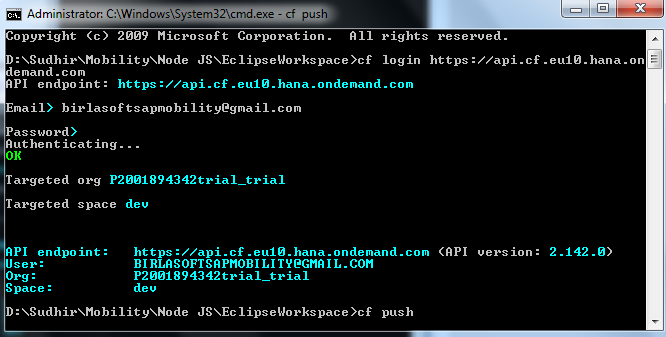 Administrator: C:\Windows\System32\cmd.exe - cf  push
Copyright (c) 2009 Microsoft Corporation.  All rights reserved.
D:\Sudhir\Mobility\Node JS\EclipseWorkspace>cf login https://api.cf.eu10.hana.on
demand.com
API endpoint: https://api.cf.eu10.hana.ondemand.com
Email> birlasoftsapmobility@gmail.com
Password>
Authenticating...
OK
Targeted org P2001894342trial_trial
Targeted space dev
API endpoint:   https://api.cf.eu10.hana.ondemand.com (API version: 2.142.0)
User:           BIRLASOFTSAPMOBILITY@GMAIL.COM
Org:            P2001894342trial_trial
Space:          dev
D:\Sudhir\Mobility\Node JS\EclipseWorkspace>cf push